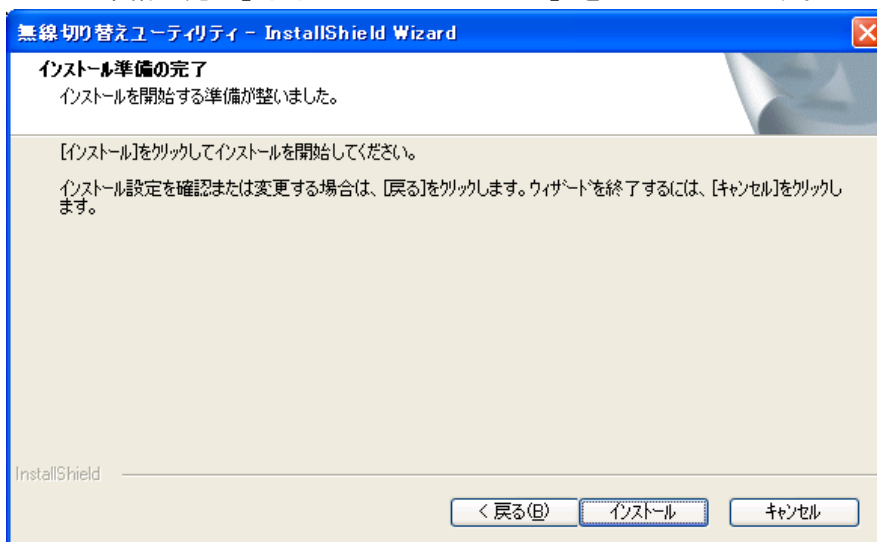 無線切り替えユーティリティ - InstallShield Wizard
インストール準備の完了
インストールを開始する準備が整いました。
[インストール]をクリックしてインストールを開始してください。
インストール設定を確認または変更する場合は、[戻る]をクリックします。ウィザードを終了するには、[キャンセル]をクリックし
ます。
InstallShield
< 戻る(B)
インストール
キャンセル